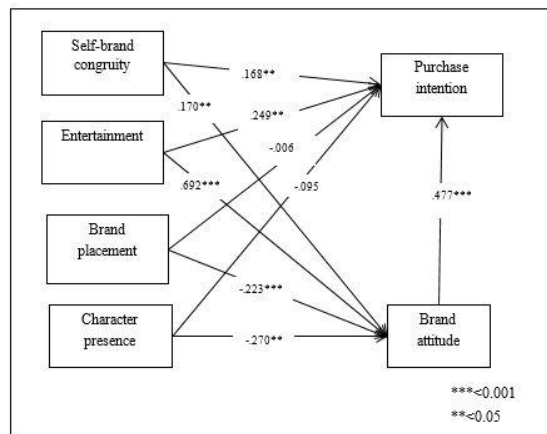 Self-brand
congruity
Purchase
intention
.168**
.170**
Entertainment
.249**
-.006
-.095
.692***
.477***
Brand
placement
-.223***
Character
presence
-.270**
Brand
attitude
***<0.001
**<0.05